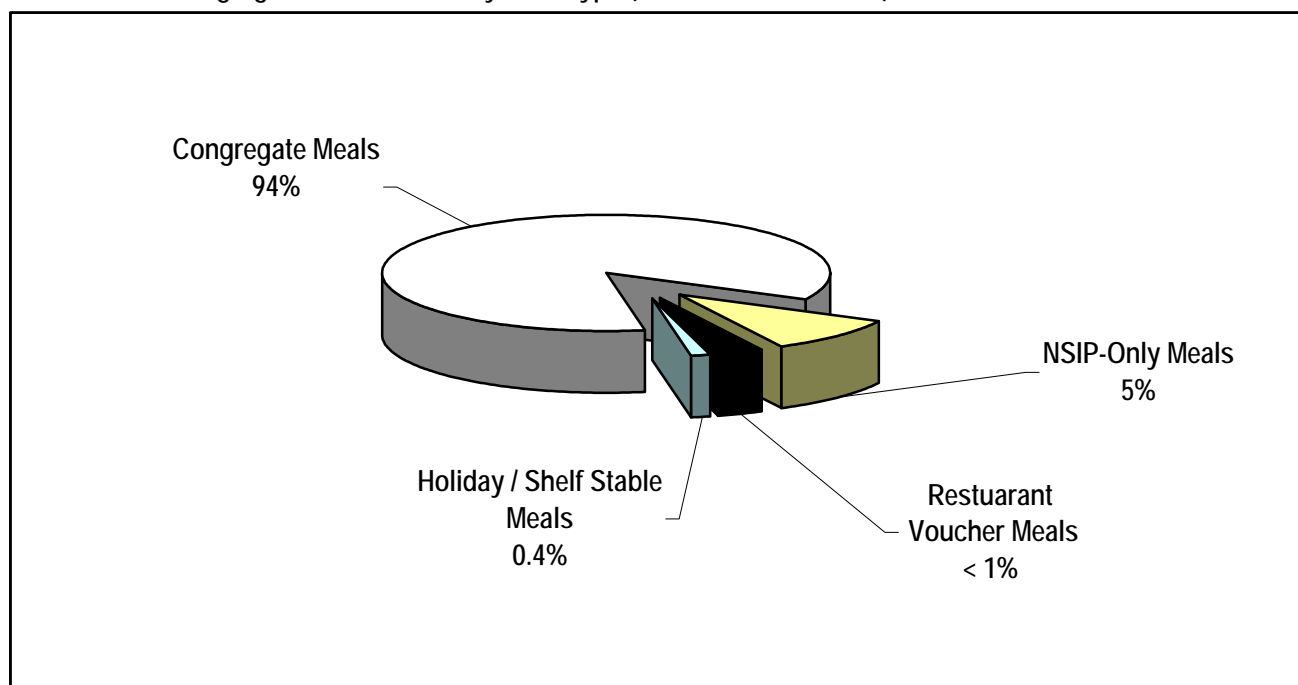 Congregate Meals
94%
NSIP-Only Meals
5%
Holiday / Shelf Stable
Meals
0.4%
Restuarant
Voucher Meals
< 1%